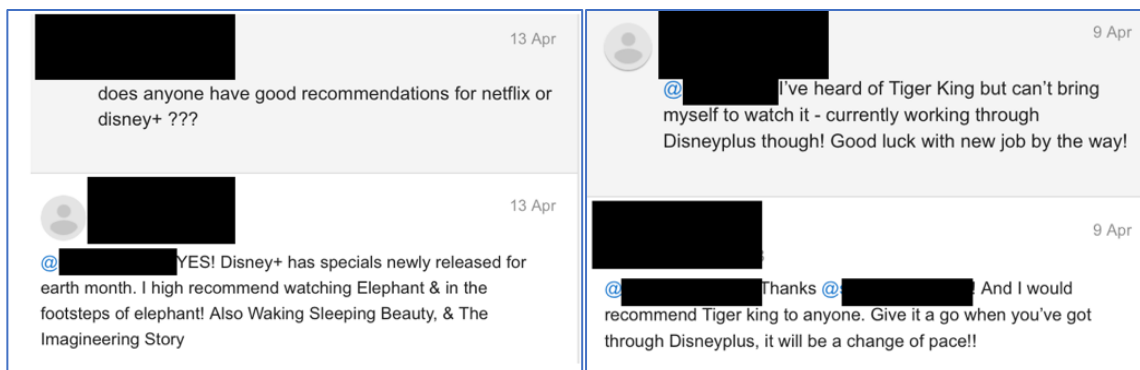 13 Apr
does anyone have good recommendations for netflix or
disney+ ???
13 Apr
@ YES! Disney+ has specials newly released for
earth month. I high recommend watching Elephant & in the
footsteps of elephant! Also Waking Sleeping Beauty, & The
Imagineering Story
9 Apr
@ I've heard of Tiger King but can't bring
myself to watch it - currently working through
Disneyplus though! Good luck with new job by the way!
9 Apr
@ Thanks @ ! And I would
recommend Tiger king to anyone. Give it a go when you've got
through Disneyplus, it will be a change of pace!!